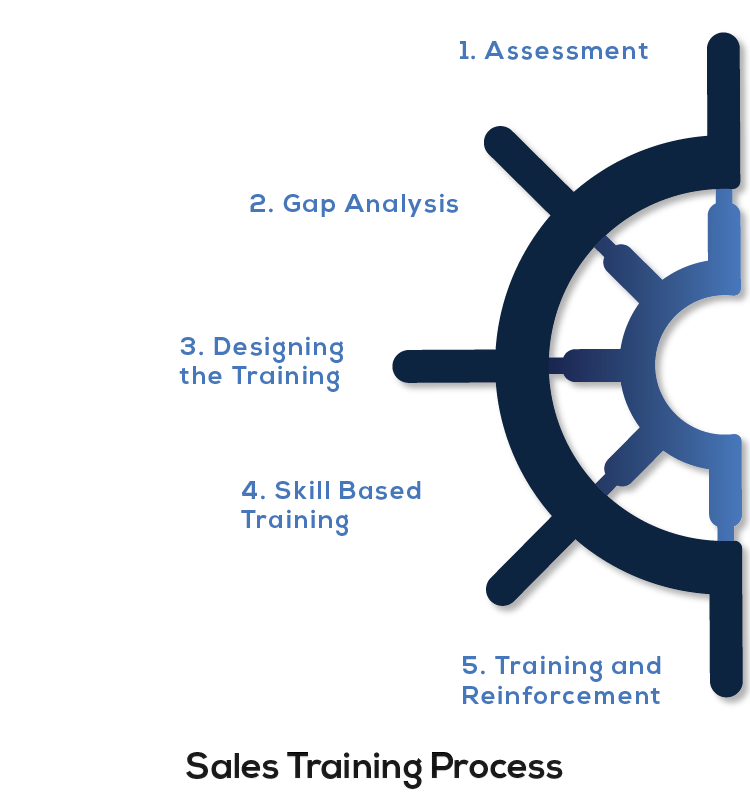 1. Assessment
2. Gap Analysis
3. Designing
the Training
4. Skill Based
Training
5. Training and
Reinforcement
Sales Training Process